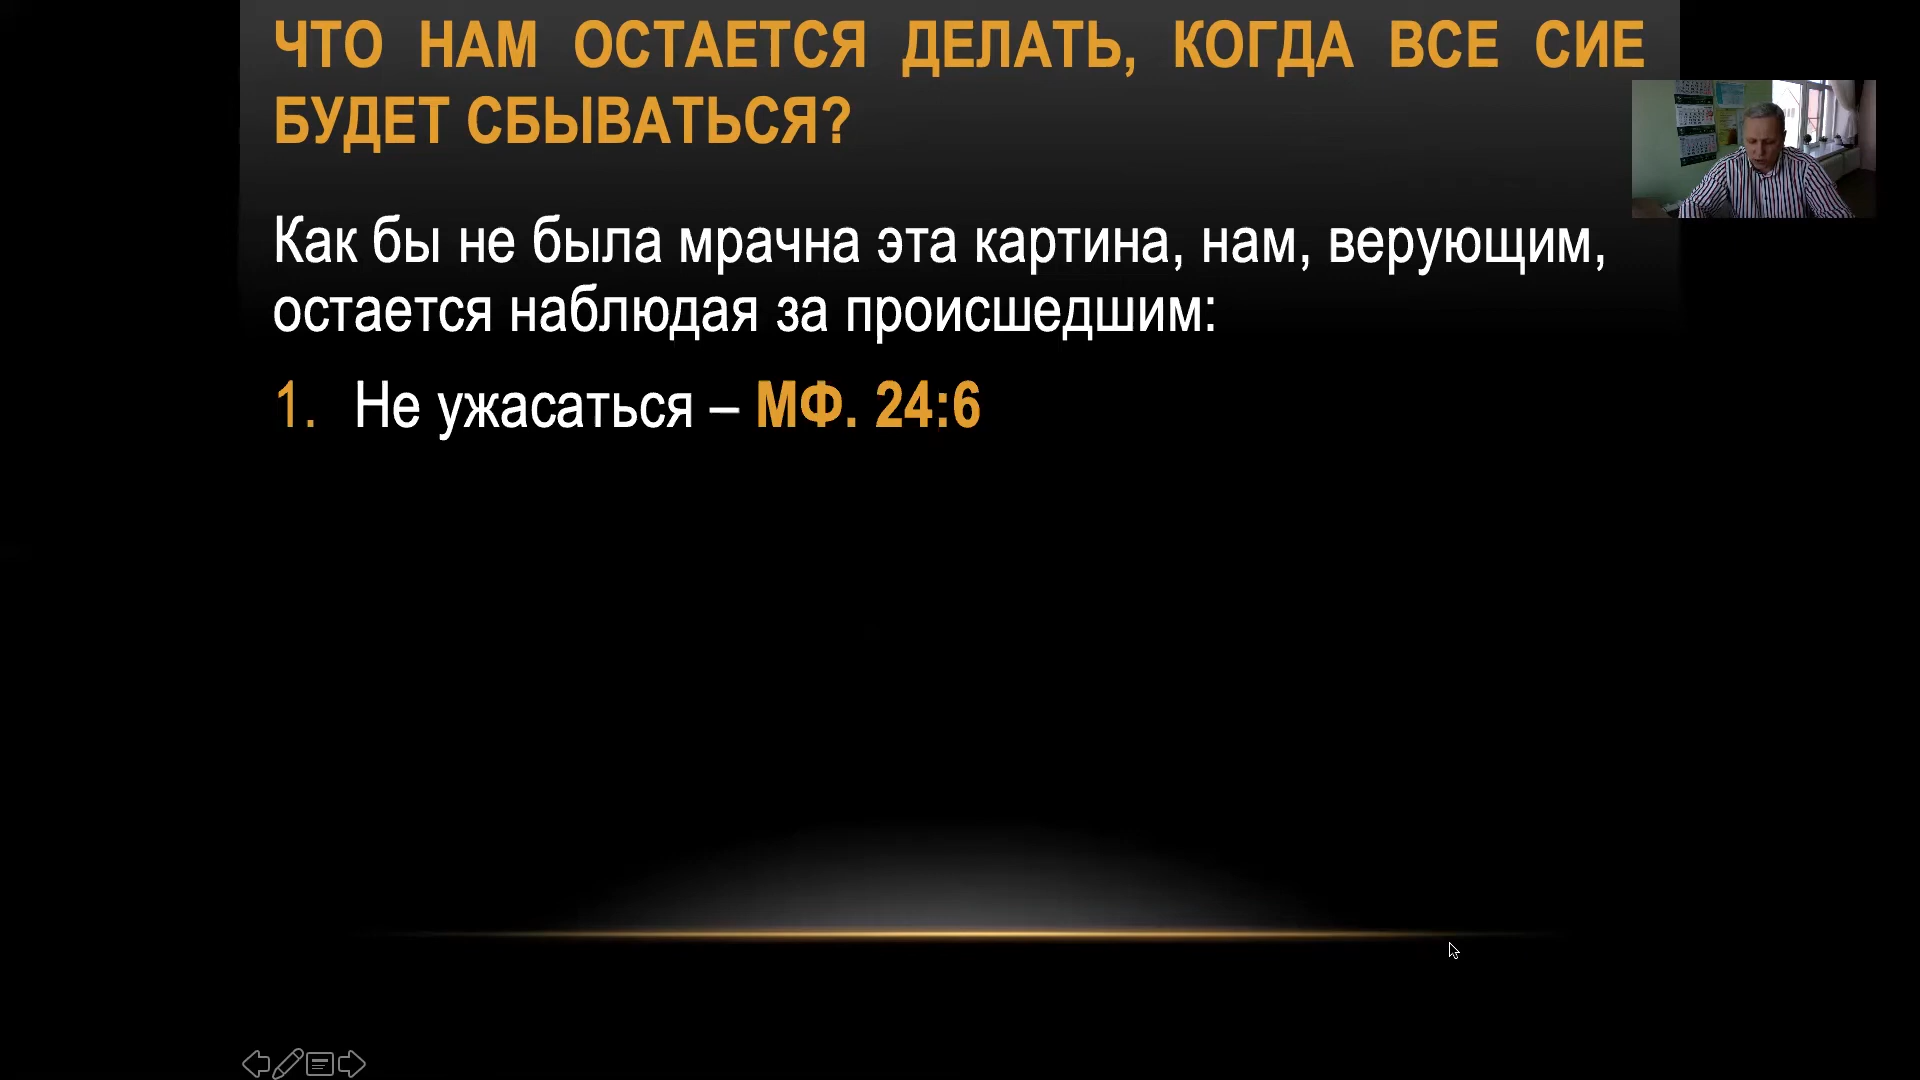 ЧТО НАМ ОСТАЕТСЯ ДЕЛАТЬ, КОГДА ВСЕ СИЕ
БУДЕТ СБЫВАТЬСЯ?
Как бы не была мрачна эта картина, нам, верующим,
остается наблюдая за происшедшим:
1. Не ужасаться – МФ. 24:6